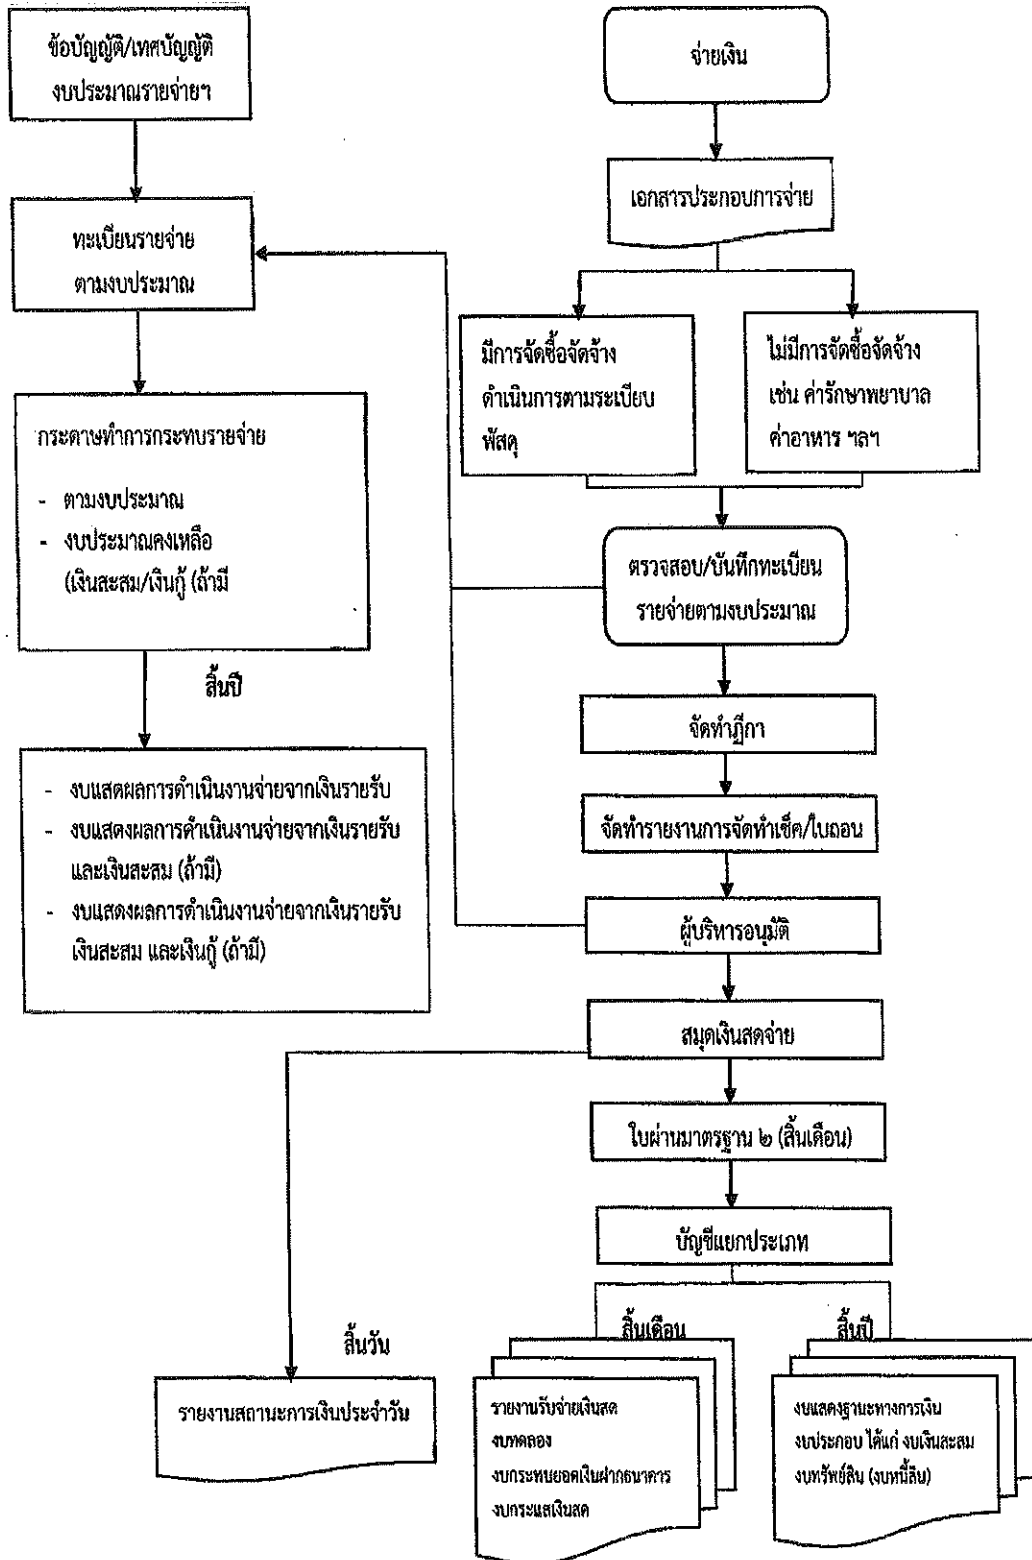 ข้อบัญญัติ/เทศบัญญัติ
งบประมาณรายจ่ายฯ
ทะเบียนรายจ่าย
ตามงบประมาณ
กระดาษทำการกระทบรายจ่าย
- ตามงบประมาณ
- งบประมาณคงเหลือ
(เงินสะสม/เงินกู้ (ถ้ามี
สิ้นปี
- งบแสดผลการดำเนินงานจ่ายจากเงินรายรับ
- งบแสดงผลการดำเนินงานจ่ายจากเงินรายรับ
และเงินสะสม (ถ้ามี)
- งบแสดงผลการดำเนินงานจ่ายจากเงินรายรับ
เงินสะสม และเงินกู้ (ถ้ามี)
จ่ายเงิน
เอกสารประกอบการจ่าย
มีการจัดซื้อจัดจ้าง
ดำเนินการตามระเบียบ
พัสดุ
ไม่มีการจัดซื้อจัดจ้าง
เช่น ค่ารักษาพยาบาล
ค่าอาหาร ฯลฯ
ตรวจสอบ/บันทึกทะเบียน
รายจ่ายตามงบประมาณ
จัดทำฎีกา
จัดทำรายงานการจัดทำเช็ค/ใบถอน
ผู้บริหารอนุมัติ
สมุดเงินสดจ่าย
ใบผ่านมาตรฐาน ๒ (สิ้นเดือน)
บัญชีแยกประเภท
สิ้นวัน
รายงานสถานะการเงินประจำวัน
สิ้นเดือน
รายงานรับจ่ายเงินสด
งบทดลอง
งบกระทบยอดเงินฝากธนาคาร
งบกระแสเงินสด
สิ้นปี
งบแสดงฐานะทางการเงิน
งบประกอบ ได้แก่ งบเงินสะสม
งบทรัพย์สิน (งบหนี้สิน)